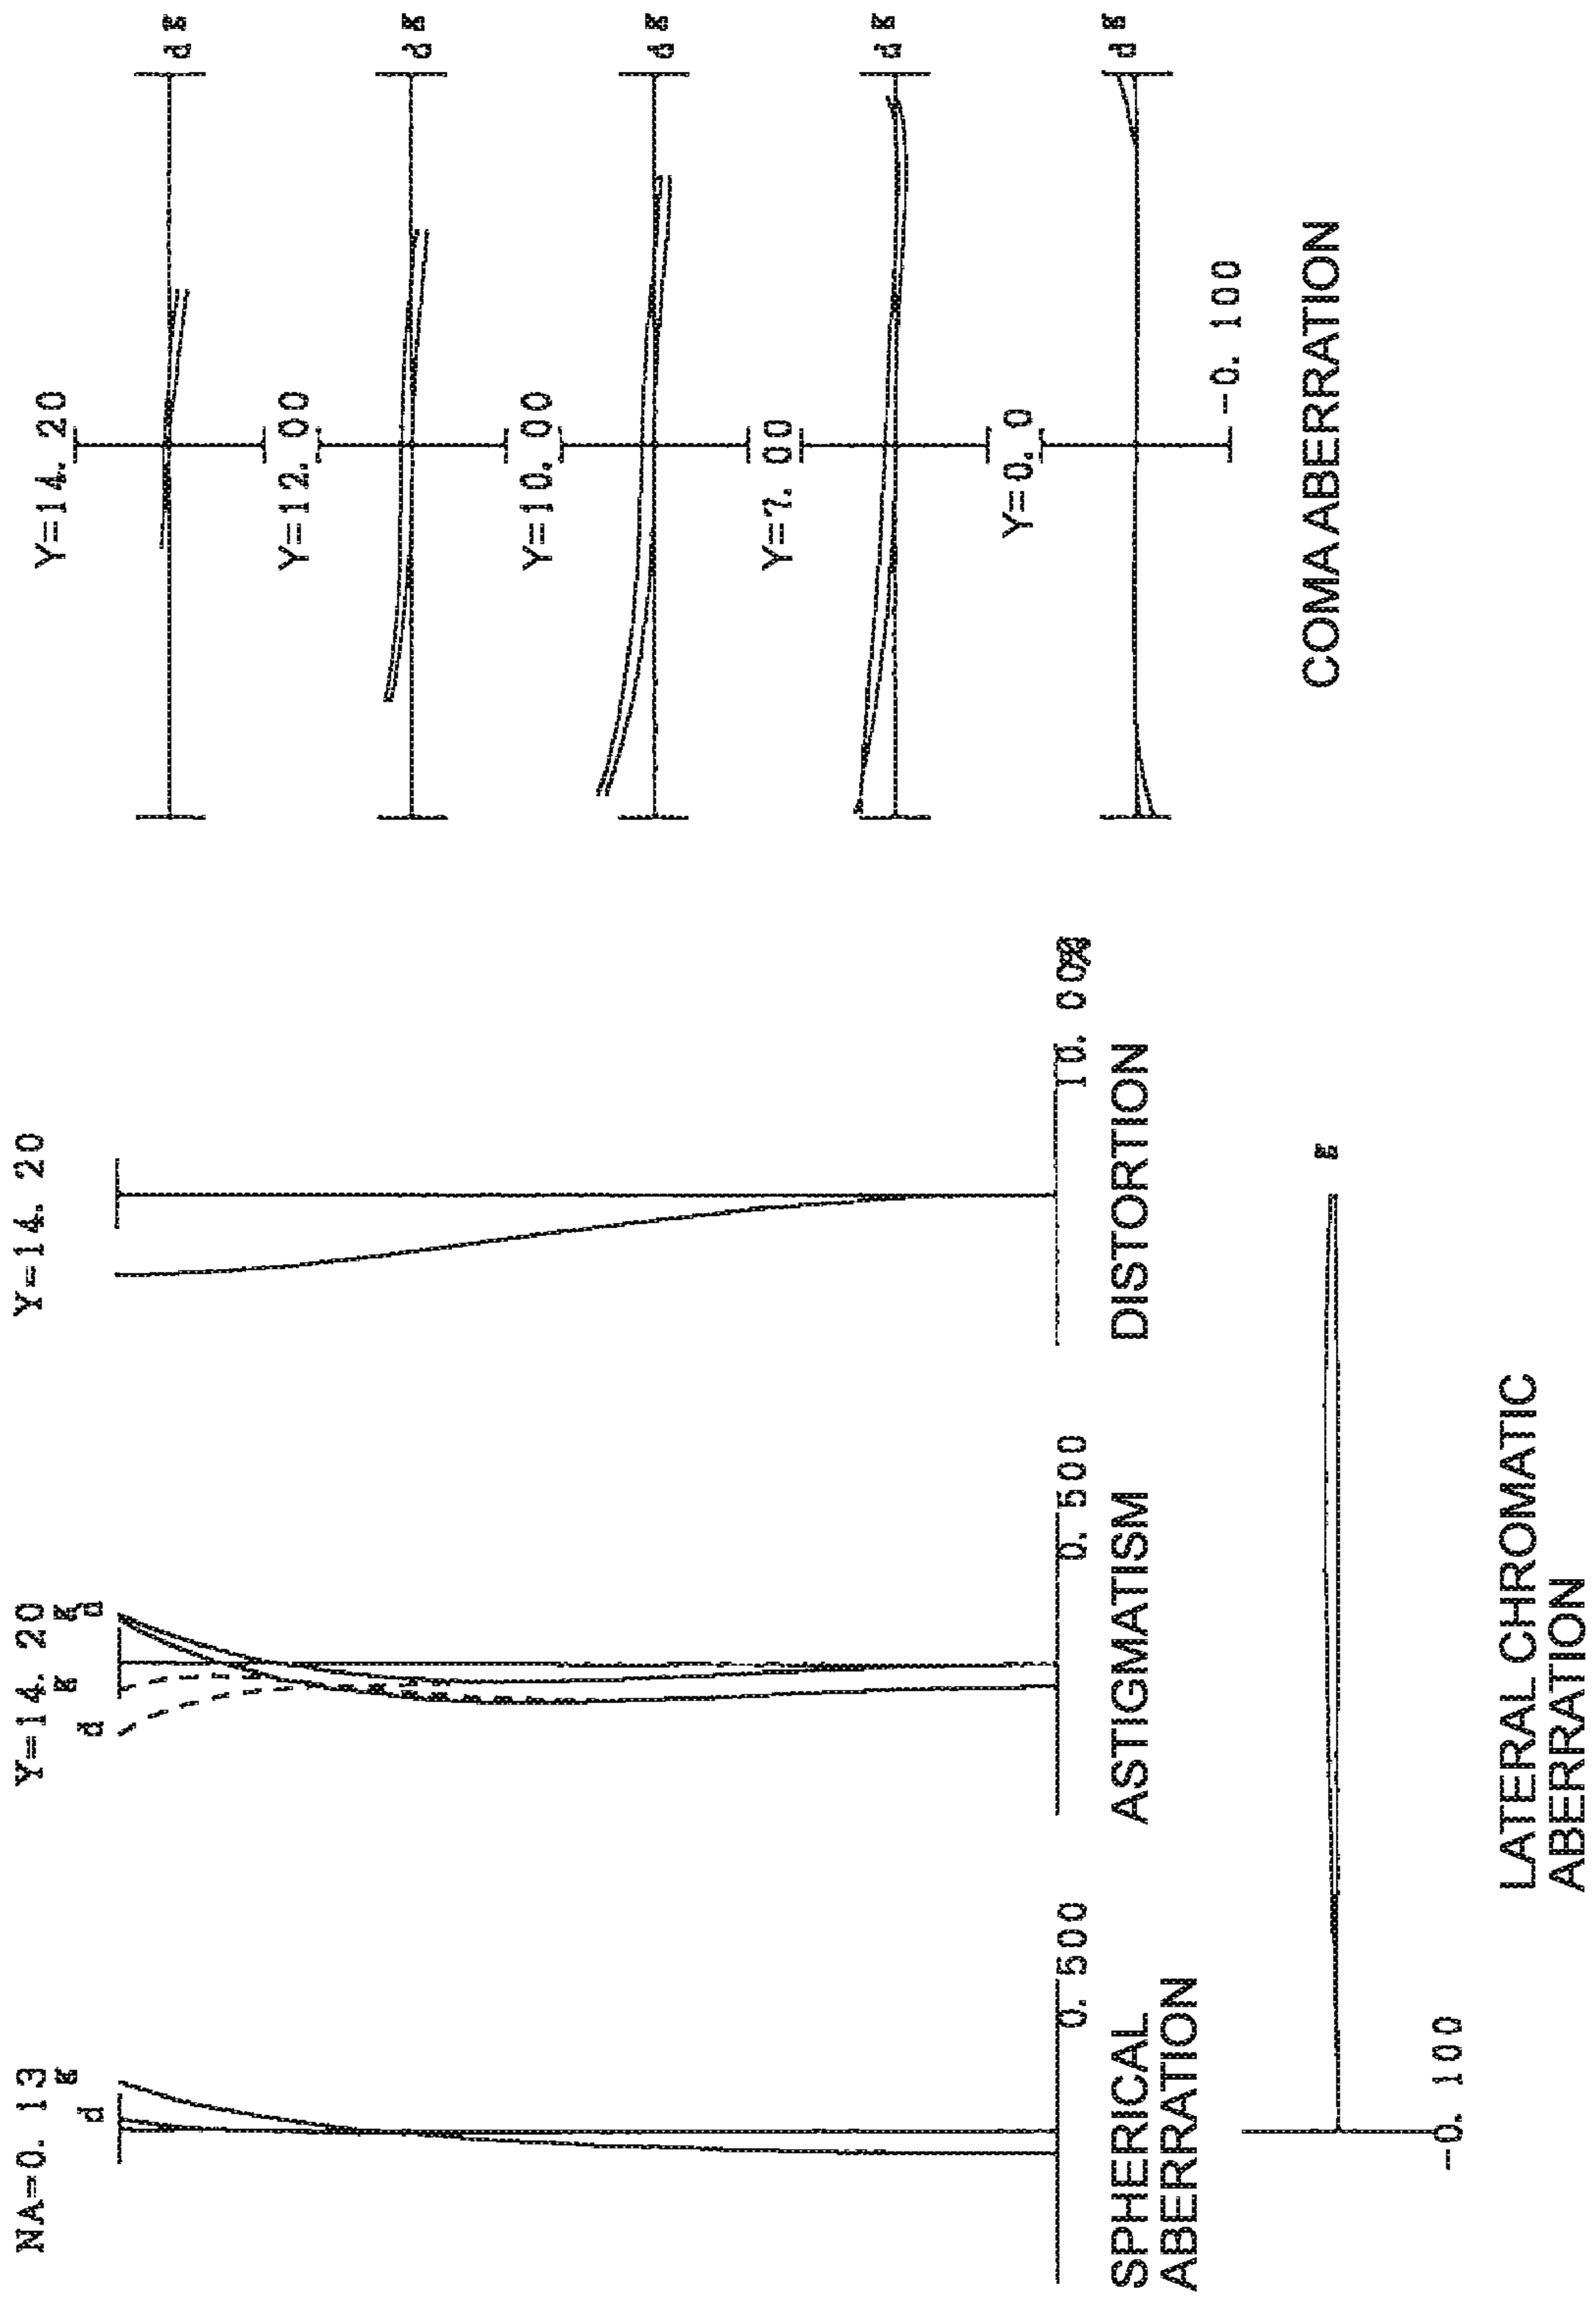 NA=0. 13
g
d
0. 500
SPHERICAL
ABERRATION
Y=14. 20
g
d
g
d
0. 500
ASTIGMATISM
Y=14. 20
10. 00%
DISTORTION
g
-0. 100
LATERAL CHROMATIC
ABERRATION
Y=14. 20
d g
Y=12. 00
d g
Y=10. 00
d g
Y=7. 00
d g
Y=0. 0
d g
-0. 100
COMA ABERRATION